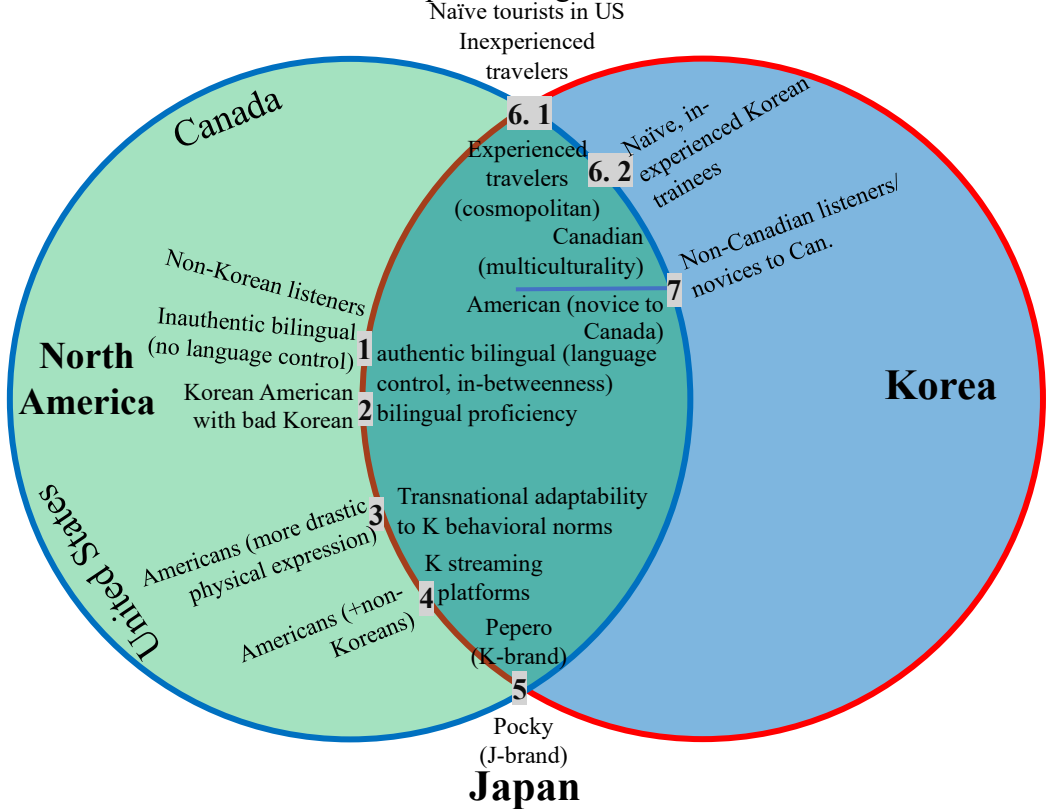 Naïve tourists in US
Inexperienced
travelers
6. 1
Canada
Experienced
travelers
(cosmopolitan)
6. 2
Naïve, in-
experienced Korean
trainees
Canadian
(multiculturality)
7
Non-Canadian listeners/
novices to Can.
American (novice to
Canada)
Non-Korean listeners
Inauthentic bilingual
(no language control)
1
authentic bilingual (language
control, in-betweenness)
North
America
Korean American
with bad Korean
2
bilingual proficiency
Korea
Transnational adaptability
to K behavioral norms
3
Americans (more drastic
physical expression)
United States
K streaming
platforms
4
Americans (+non-
Koreans)
Pepero
(K-brand)
5
Pocky
(J-brand)
Japan